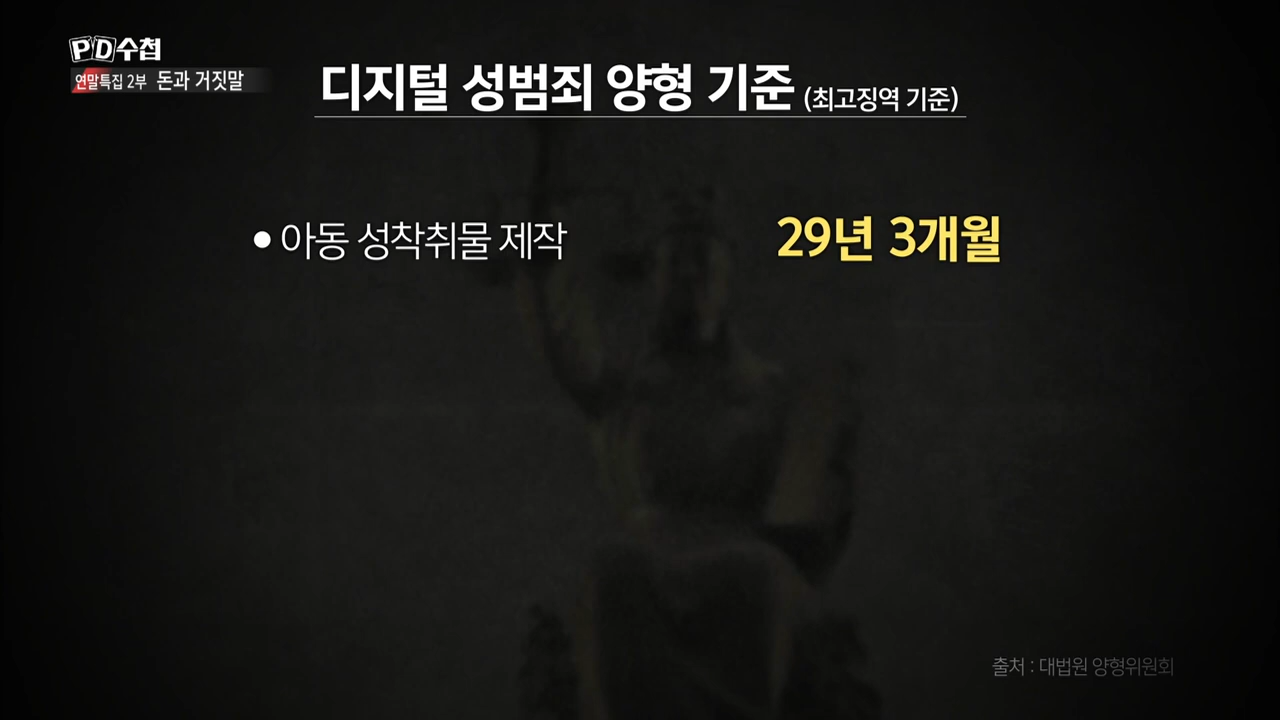 PD수첩
연말특집 2부 돈과 거짓말
디지털 성범죄 양형 기준 (최고징역 기준)
• 아동 성착취물 제작 29년 3개월
출처 : 대법원 양형위원회